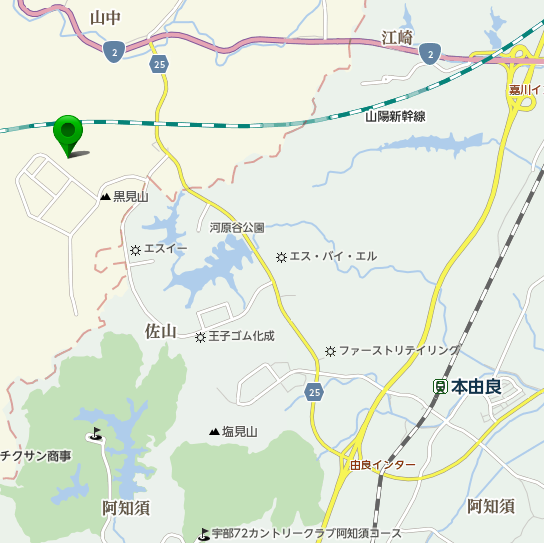 山中
江崎
2
2
25
嘉川イ
山陽新幹線
黒見山
河原谷公園
エスイー
エス・バイ・エル
佐山
王子ゴム化成
ファーストリテイリング
本由良
25
塩見山
チクサン商事
由良インター
阿知須
阿知須
宇部72カントリークラブ阿知須コース